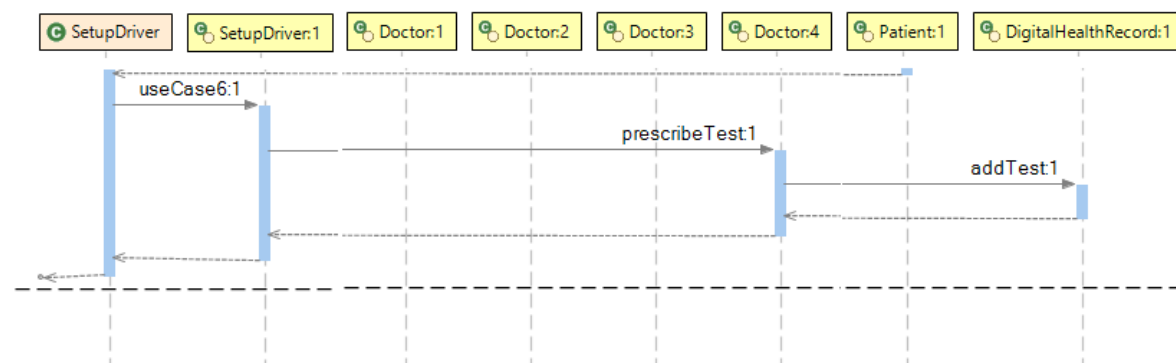 SetupDriver
SetupDriver:1
Doctor:1
Doctor:2
Doctor:3
Doctor:4
Patient:1
DigitalHealthRecord:1
useCase6:1
prescribeTest:1
addTest:1